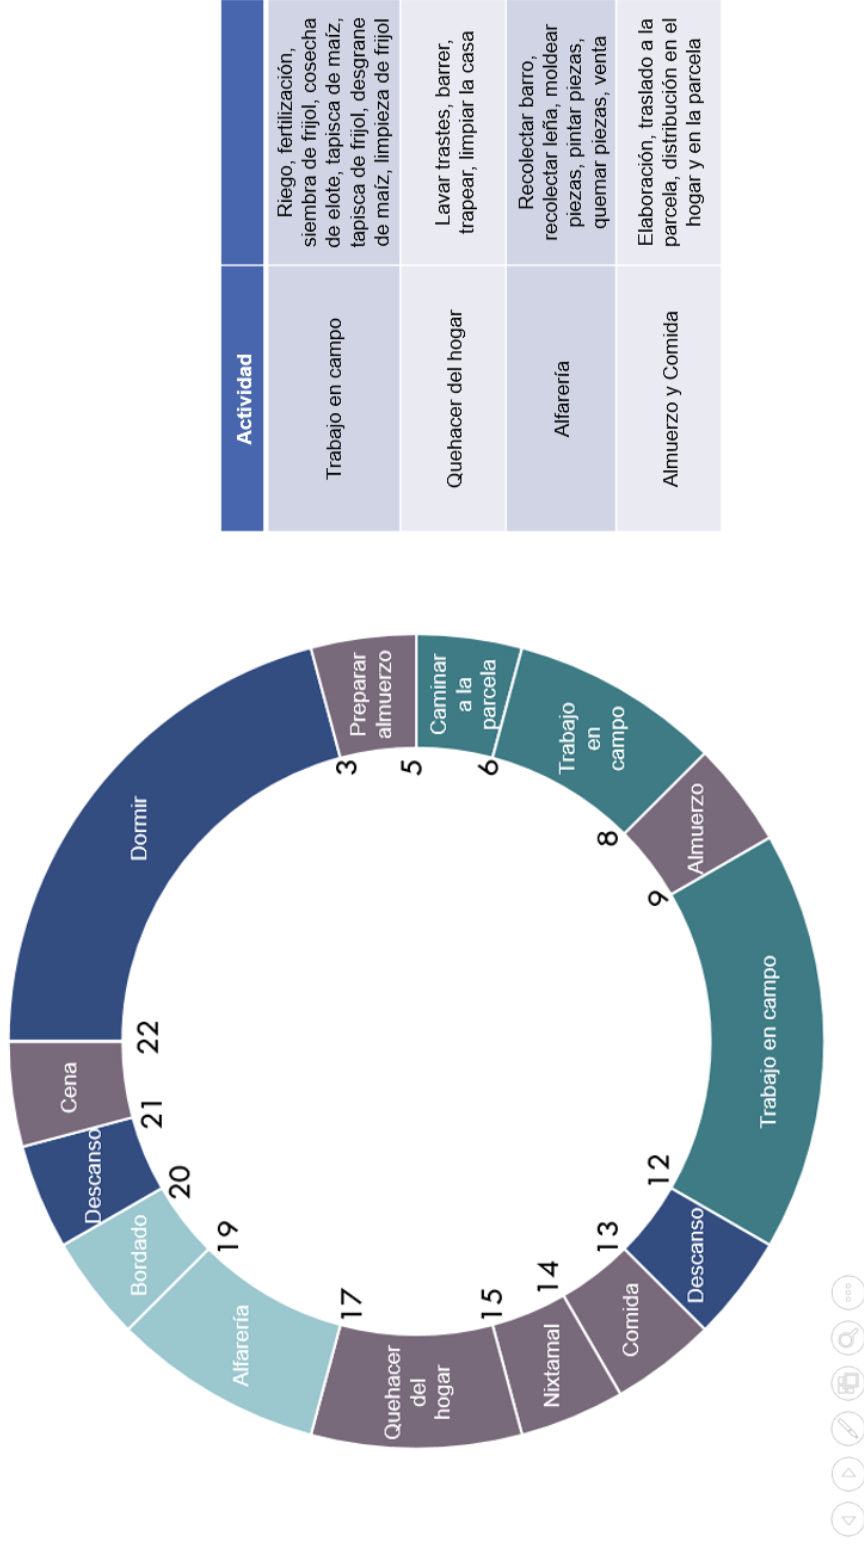 Dormir
Preparar
almuerzo
Caminar
a la
parcela
Trabajo
en
campo
Almuerzo
Trabajo en campo
Descanso
Comida
Nixtamal
Quehacer
del
hogar
Alfarería
Bordado
Descanso
Cena
22
3
5
6
8
9
12
13
14
15
17
19
20
21
Actividad
Trabajo en campo
Riego, fertilización,
siembra de frijol, cosecha
de elote, tapisca de maíz,
tapisca de frijol, desgrane
de maíz, limpieza de frijol
Quehacer del hogar
Lavar trastes, barrer,
trapear, limpiar la casa
Alfarería
Recolectar barro,
recolectar leña, moldear
piezas, pintar piezas,
quemar piezas, venta
Almuerzo y Comida
Elaboración, traslado a la
parcela, distribución en el
hogar y en la parcela